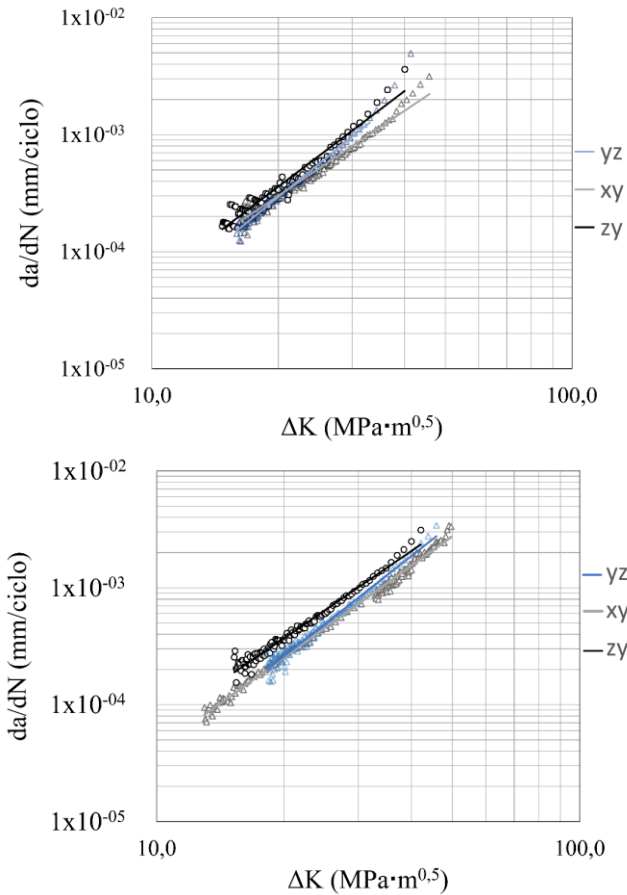 1x10⁻⁰²
1x10⁻⁰³
1x10⁻⁰⁴
1x10⁻⁰⁵
da/dN (mm/ciclo)
10,0 100,0
ΔK (MPa·m⁰,⁵)
yz
xy
zy
1x10⁻⁰²
1x10⁻⁰³
1x10⁻⁰⁴
1x10⁻⁰⁵
da/dN (mm/ciclo)
10,0 100,0
ΔK (MPa·m⁰,⁵)
yz
xy
zy